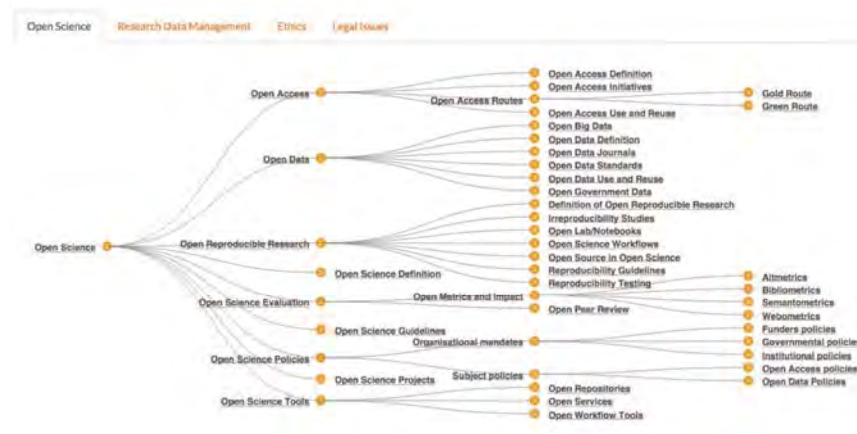 Open Science Research Data Management Ethics Legal Issues
Open Access Definition
Open Access Initiatives
Open Access
Open Access Routes
Gold Route
Green Route
Open Access Use and Reuse
Open Big Data
Open Data Definition
Open Data Journals
Open Data
Open Data Standards
Open Data Use and Reuse
Open Government Data
Definition of Open Reproducible Research
Irreproducibility Studies
Open Lab/Notebooks
Open Science
Open Reproducible Research
Open Science Workflows
Open Source in Open Science
Reproducibility Guidelines
Reproducibility Testing
Open Science Definition
Open Science Evaluation
Open Metrics and Impact
Altmetrics
Bibliometrics
Semantometrics
Webometrics
Open Peer Review
Open Science Guidelines
Open Science Policies
Organisational mandates
Funders policies
Governmental policies
Institutional policies
Subject policies
Open Access policies
Open Data Policies
Open Science Projects
Open Science Tools
Open Repositories
Open Services
Open Workflow Tools